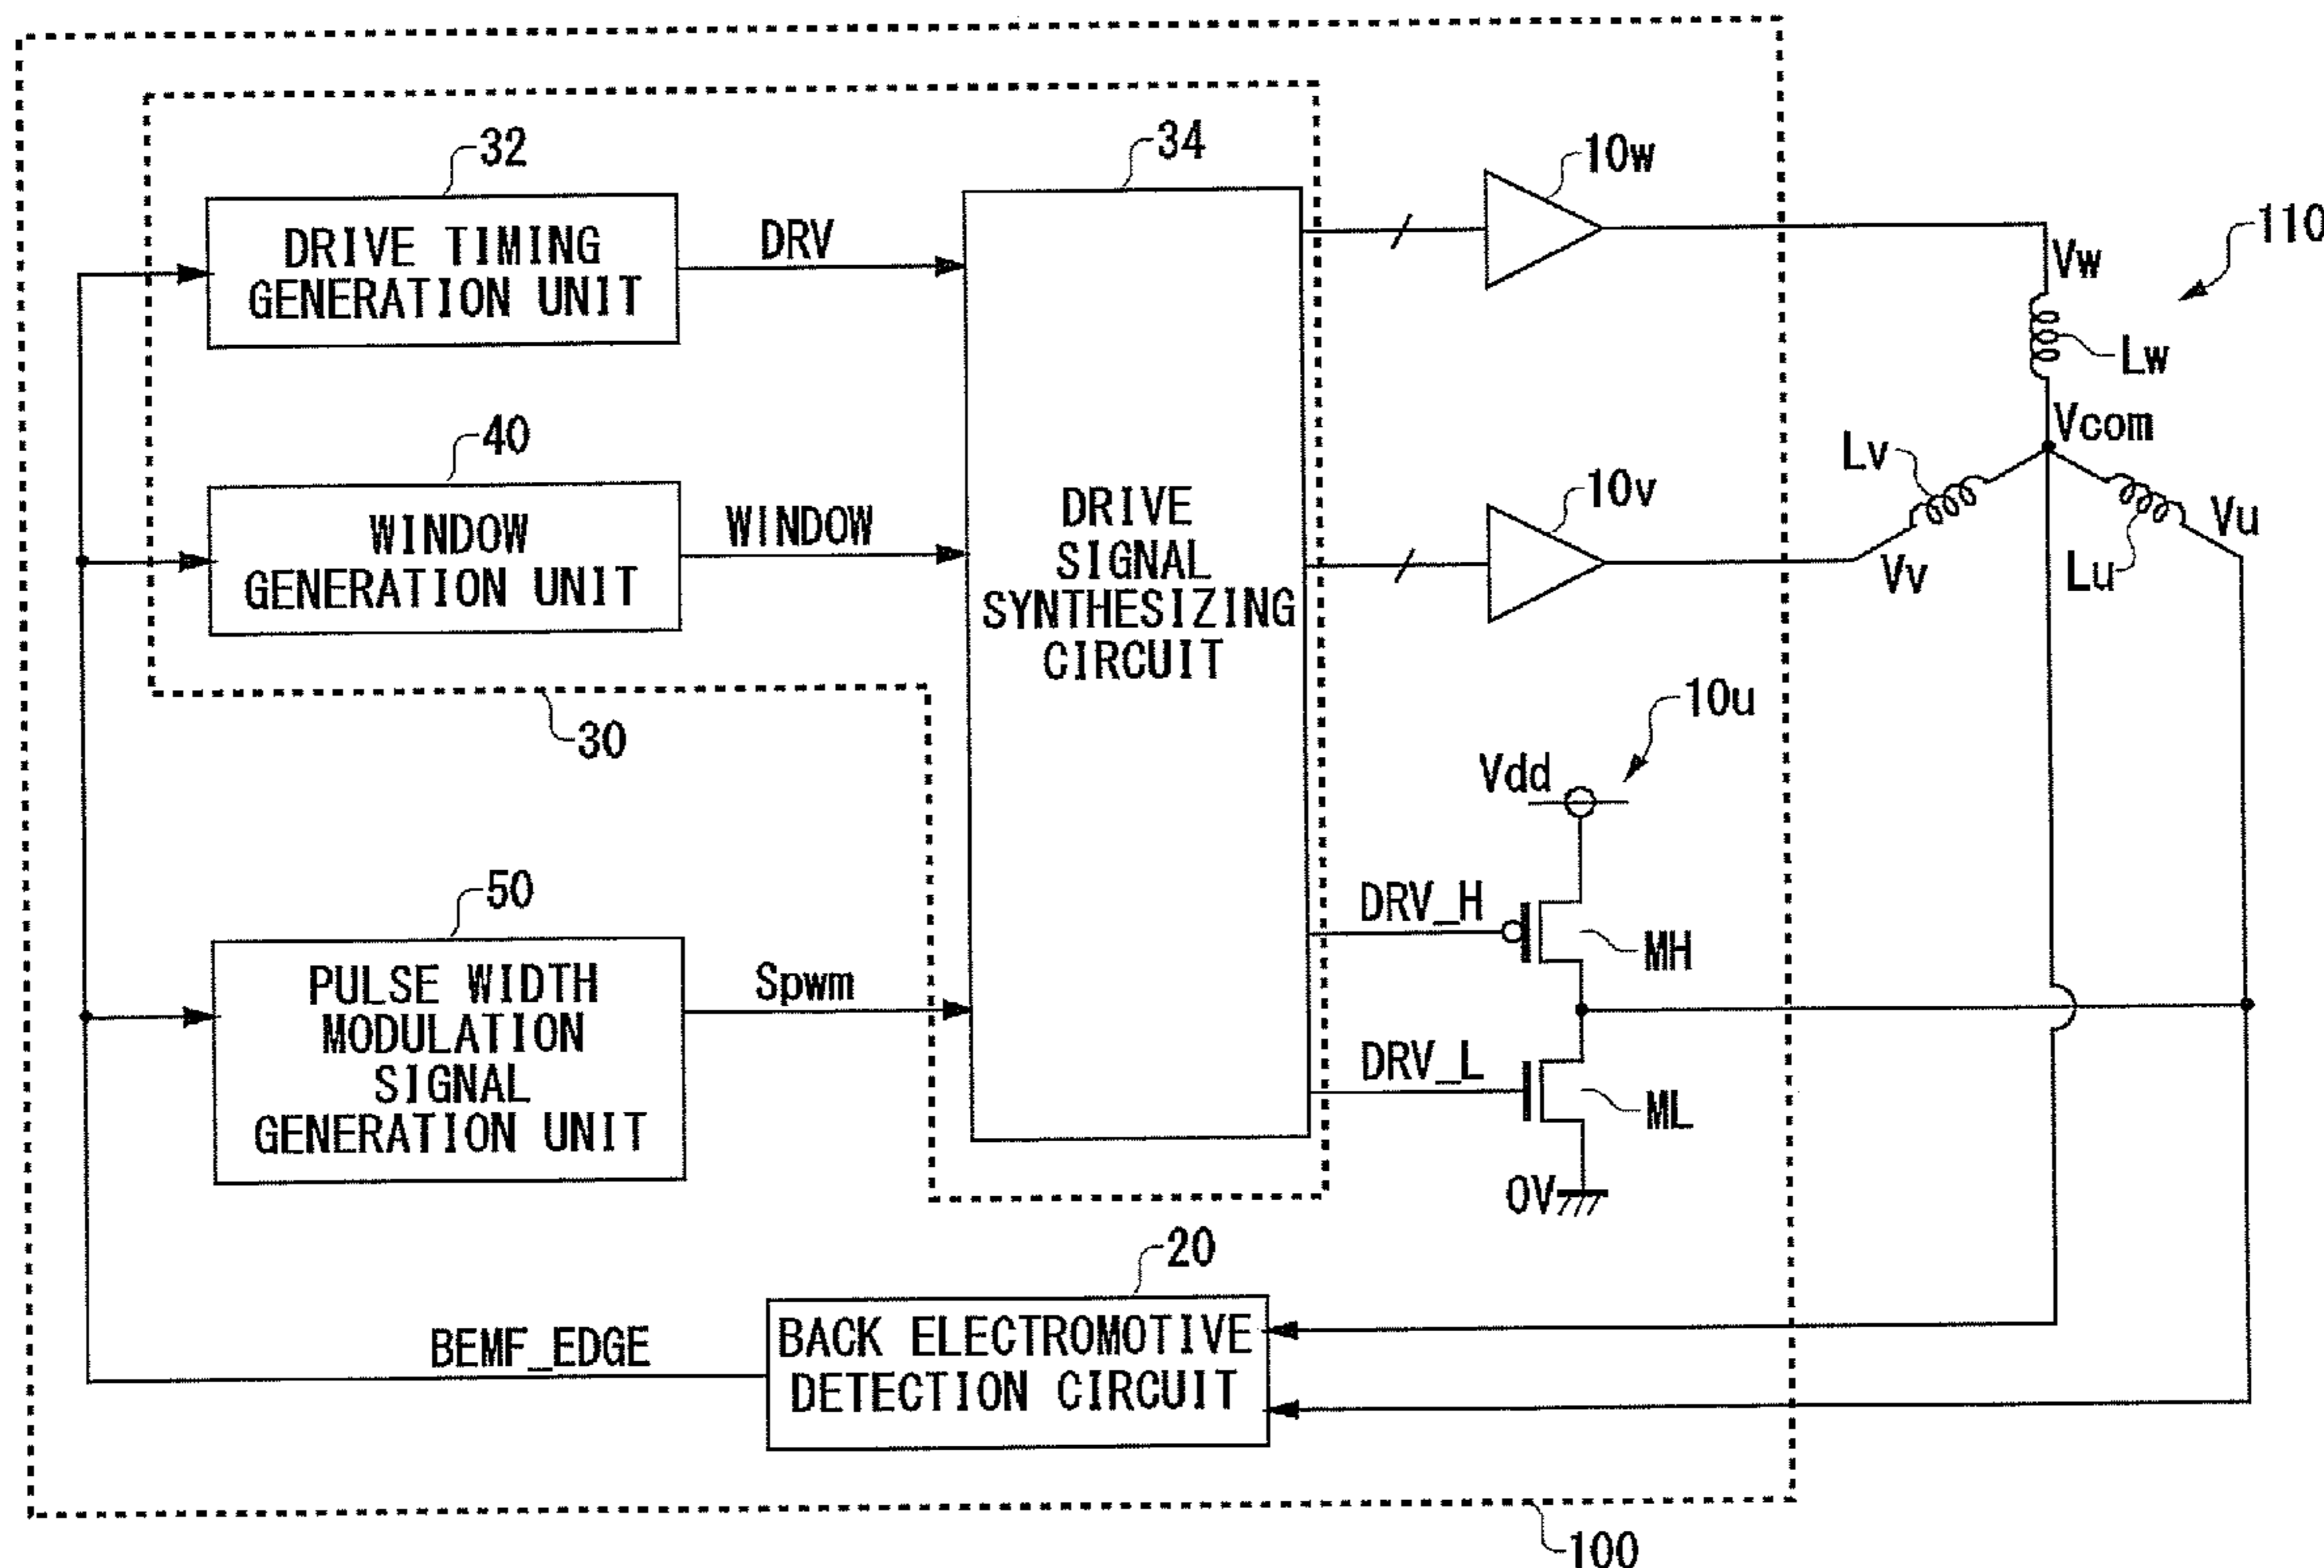 32
34
10w
110
DRIVE TIMING
GENERATION UNIT
DRV
Vw
Lw
40
Vcom
Lv
WINDOW
GENERATION UNIT
WINDOW
DRIVE
SIGNAL
SYNTHESIZING
CIRCUIT
10v
Vv
Lu
Vu
30
10u
Vdd
50
PULSE WIDTH
MODULATION
SIGNAL
GENERATION UNIT
Spwm
DRV_H
MH
DRV_L
ML
0V
20
BACK ELECTROMOTIVE
DETECTION CIRCUIT
BEMF_EDGE
100